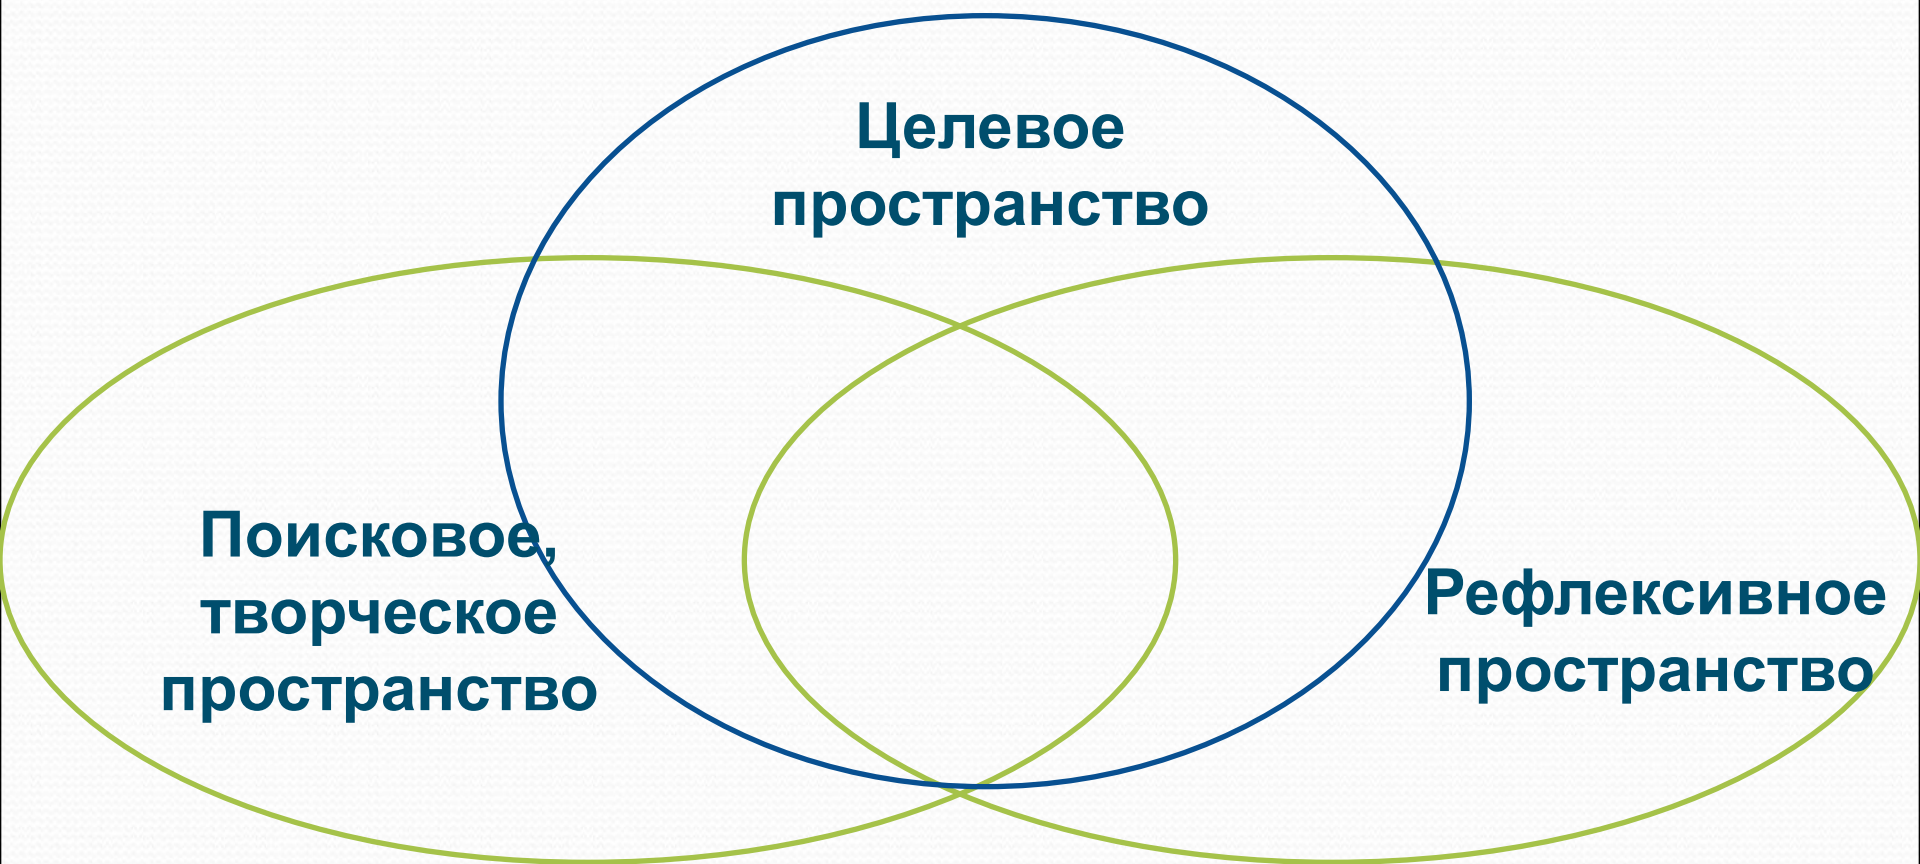 Целевое
пространство
Поисковое,
творческое
пространство
Рефлексивное
пространство